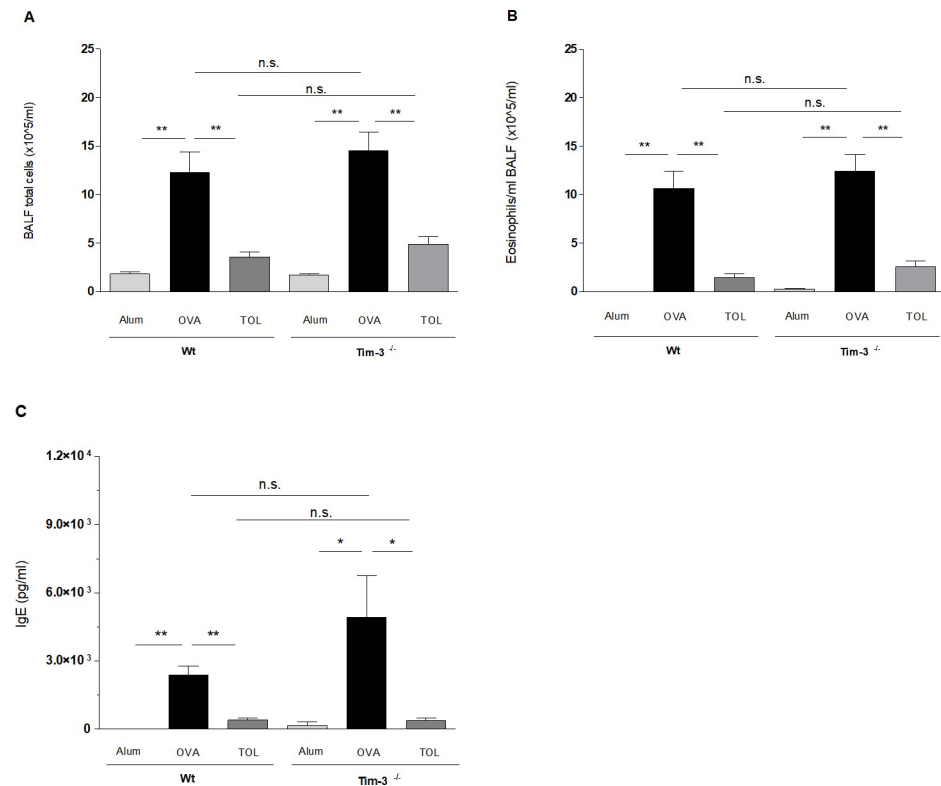 A
BALF total cells (x10^5/ml)
25
20
15
10
5
0
n.s.
n.s.
** ** ** **
Alum OVA TOL Alum OVA TOL
Wt Tim-3 -/-
B
Eosinophils/ml BALF (x10^5/ml)
25
20
15
10
5
0
n.s.
n.s.
** ** ** **
Alum OVA TOL Alum OVA TOL
Wt Tim-3 -/-
C
IgE (pg/ml)
1.2×10 4
9.0×10 3
6.0×10 3
3.0×10 3
0
n.s.
n.s.
* *
** **
Alum OVA TOL Alum OVA TOL
Wt Tim-3 -/-